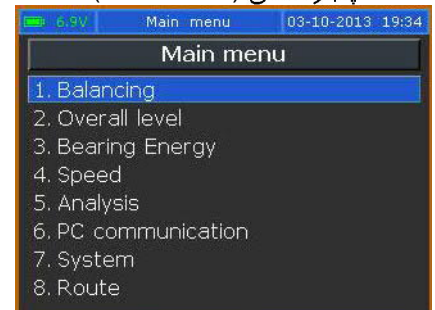 6.9V Main menu 03-10-2013 19:34
Main menu
1. Balancing
2. Overall level
3. Bearing Energy
4. Speed
5. Analysis
6. PC communication
7. System
8. Route